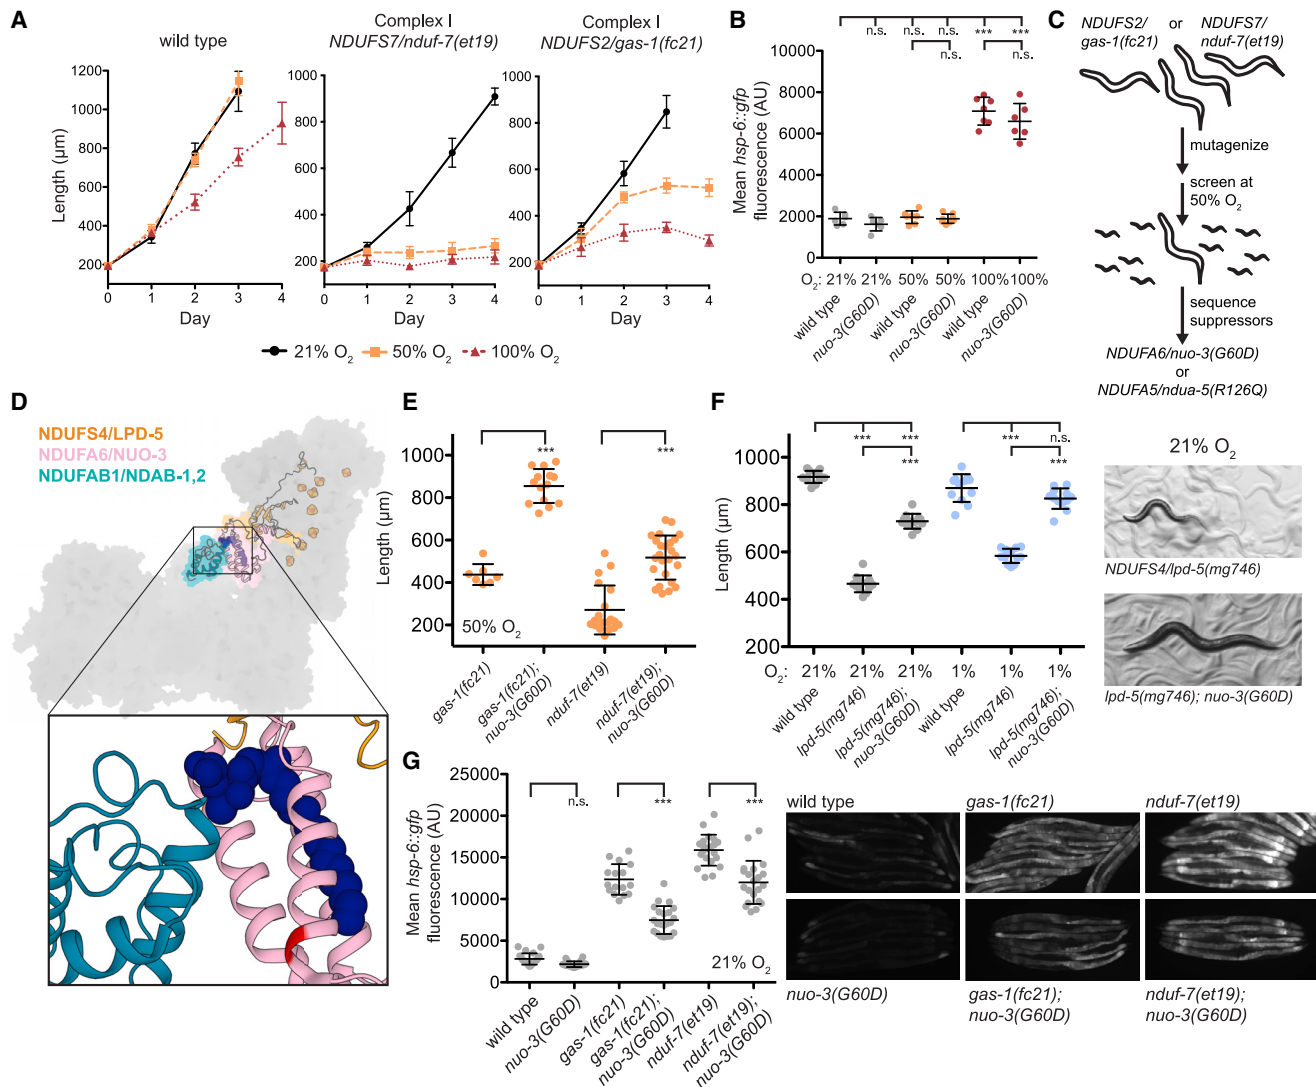 A
wild type
Complex I
NDUFS7/nduf-7(et19)
Complex I
NDUFS2/gas-1(fc21)
Length (µm)
1200
1000
800
600
400
200
0
1
2
3
4
Day
1000
800
600
400
200
0
1
2
3
4
Day
1000
800
600
400
200
0
1
2
3
4
Day
21% O2
50% O2
100% O2
B
n.s.
n.s.
n.s.
***
***
n.s.
n.s.
Mean hsp-6::gfp
fluorescence (AU)
10000
8000
6000
4000
2000
0
O2: 21% 21% 50% 50% 100% 100%
wild type
nuo-3(G60D)
wild type
nuo-3(G60D)
wild type
nuo-3(G60D)
C
NDUFS2/
gas-1(fc21)
or
NDUFS7/
nduf-7(et19)
mutagenize
screen at
50% O2
sequence
suppressors
NDUFA6/nuo-3(G60D)
or
NDUFA5/ndua-5(R126Q)
D
NDUFS4/LPD-5
NDUFA6/NUO-3
NDUFAB1/NDAB-1,2
E
***
***
Length (µm)
1000
800
600
400
200
50% O2
gas-1(fc21)
gas-1(fc21);
nuo-3(G60D)
nduf-7(et19)
nduf-7(et19);
nuo-3(G60D)
F
***
***
***
***
n.s.
***
Length (µm)
1000
800
600
400
200
O2: 21% 21% 21% 1% 1% 1%
wild type
lpd-5(mg746)
lpd-5(mg746);
nuo-3(G60D)
wild type
lpd-5(mg746)
lpd-5(mg746);
nuo-3(G60D)
21% O2
NDUFS4/lpd-5(mg746)
lpd-5(mg746); nuo-3(G60D)
G
n.s.
***
***
Mean hsp-6::gfp
fluorescence (AU)
25000
20000
15000
10000
5000
0
21% O2
wild type
nuo-3(G60D)
gas-1(fc21)
gas-1(fc21);
nuo-3(G60D)
nduf-7(et19)
nduf-7(et19);
nuo-3(G60D)
wild type
gas-1(fc21)
nduf-7(et19)
nuo-3(G60D)
gas-1(fc21);
nuo-3(G60D)
nduf-7(et19);
nuo-3(G60D)